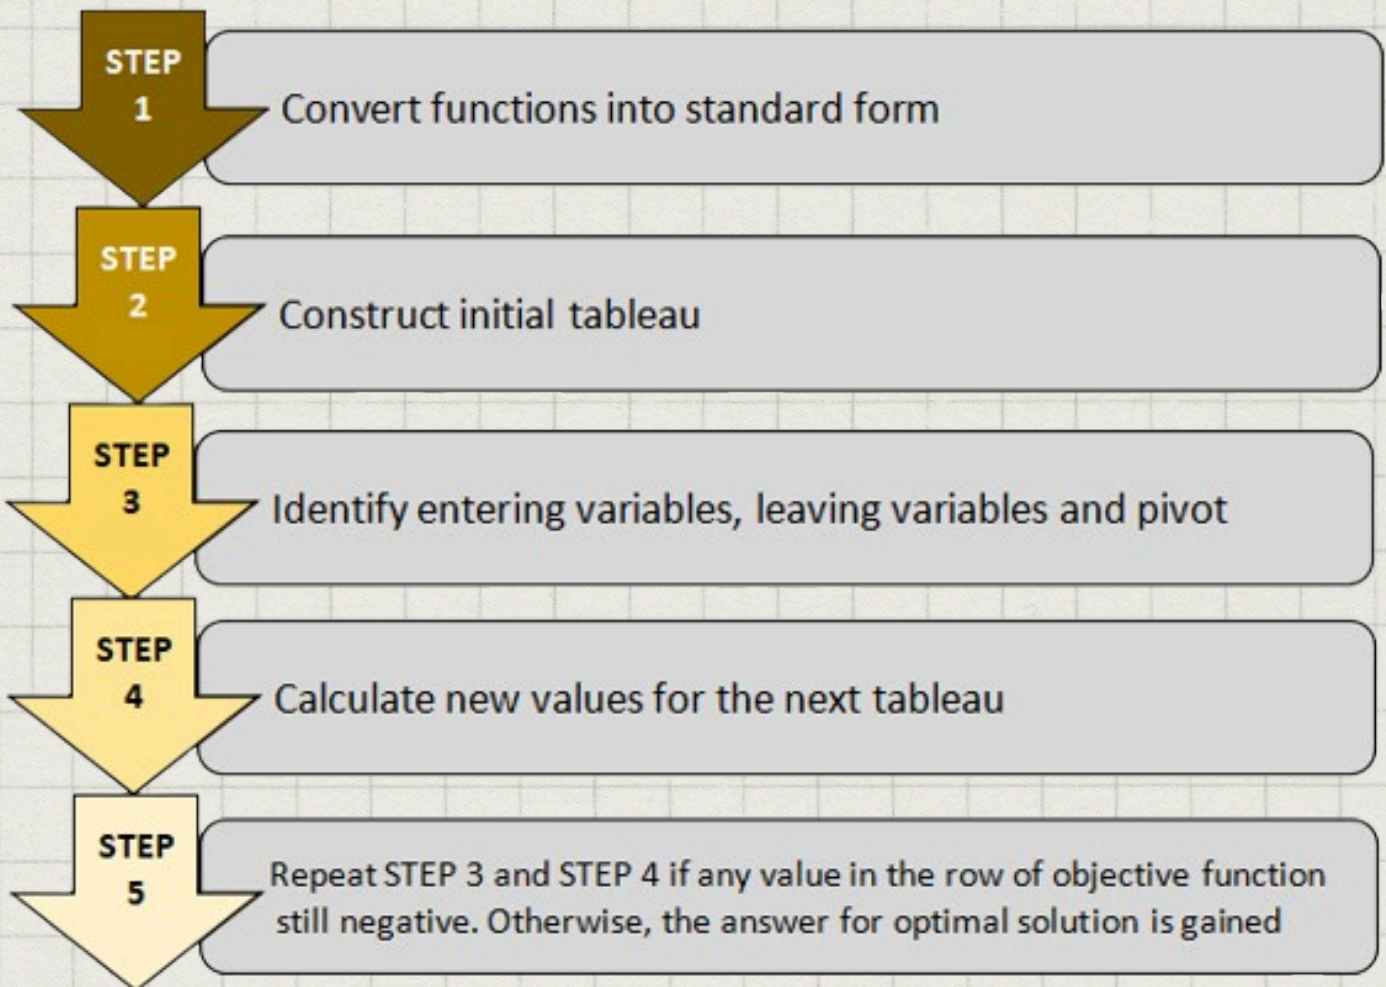 STEP
1
Convert functions into standard form
STEP
2
Construct initial tableau
STEP
3
Identify entering variables, leaving variables and pivot
STEP
4
Calculate new values for the next tableau
STEP
5
Repeat STEP 3 and STEP 4 if any value in the row of objective function
still negative. Otherwise, the answer for optimal solution is gained